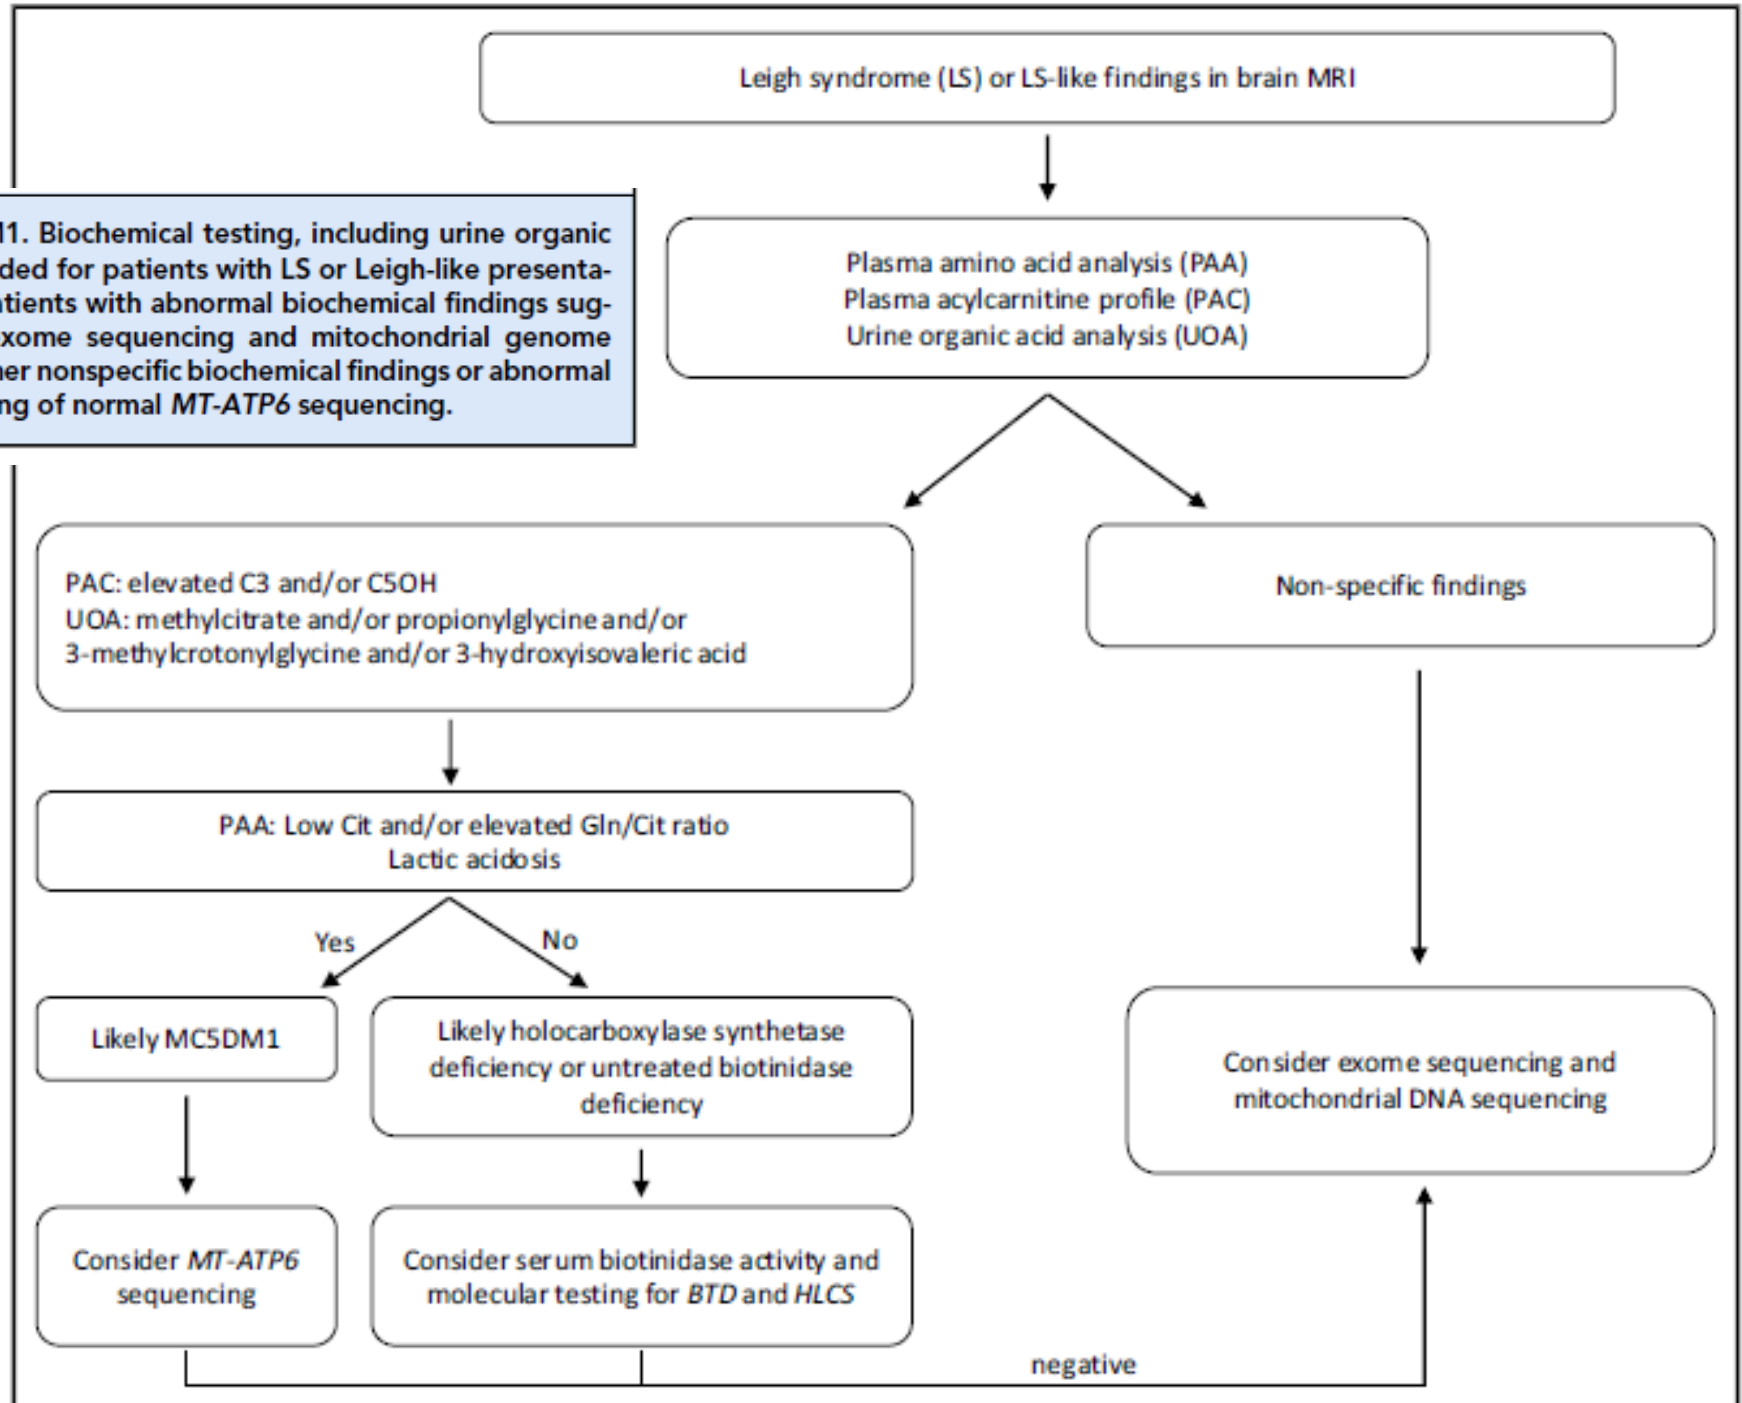 Leigh syndrome (LS) or LS-like findings in brain MRI
11. Biochemical testing, including urine organic
ded for patients with LS or Leigh-like presenta-
atients with abnormal biochemical findings sug-
exome sequencing and mitochondrial genome
her nonspecific biochemical findings or abnormal
ng of normal MT-ATP6 sequencing.
Plasma amino acid analysis (PAA)
Plasma acylcarnitine profile (PAC)
Urine organic acid analysis (UOA)
PAC: elevated C3 and/or C5OH
UOA: methylcitrate and/or propionylglycine and/or
3-methylcrotonylglycine and/or 3-hydroxyisovaleric acid
Non-specific findings
PAA: Low Cit and/or elevated Gln/Cit ratio
Lactic acidosis
Yes
No
Likely MC5DM1
Likely holocarboxylase synthetase
deficiency or untreated biotinidase
deficiency
Consider exome sequencing and
mitochondrial DNA sequencing
Consider MT-ATP6
sequencing
Consider serum biotinidase activity and
molecular testing for BTD and HLCS
negative